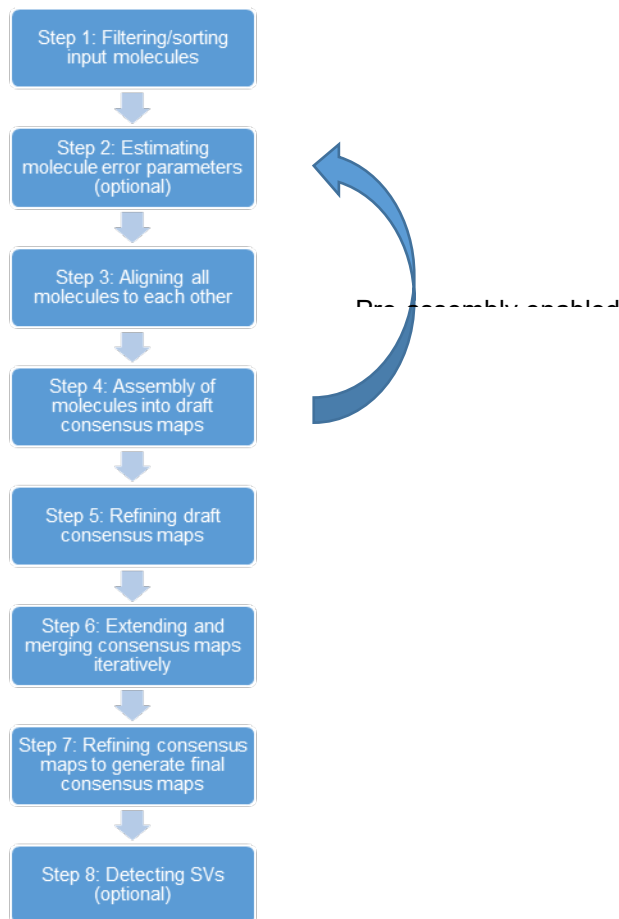 Step 1: Filtering/sorting
input molecules
Step 2: Estimating
molecule error parameters
(optional)
Step 3: Aligning all
molecules to each other
Pre-assembly enabled
Step 4: Assembly of
molecules into draft
consensus maps
Step 5: Refining draft
consensus maps
Step 6: Extending and
merging consensus maps
iteratively
Step 7: Refining consensus
maps to generate final
consensus maps
Step 8: Detecting SVs
(optional)